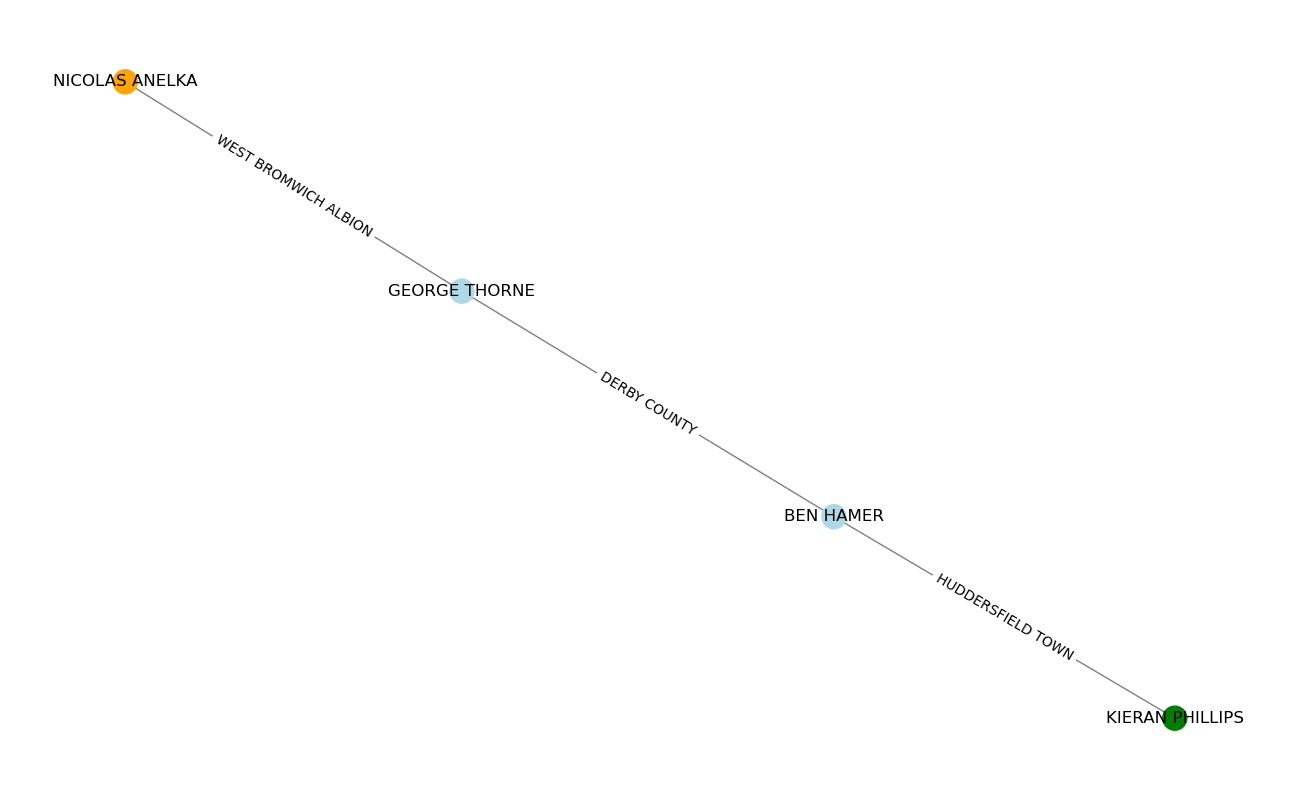 NICOLAS ANELKA
WEST BROMWICH ALBION
GEORGE THORNE
DERBY COUNTY
BEN HAMER
HUDDERSFIELD TOWN
KIERAN PHILLIPS